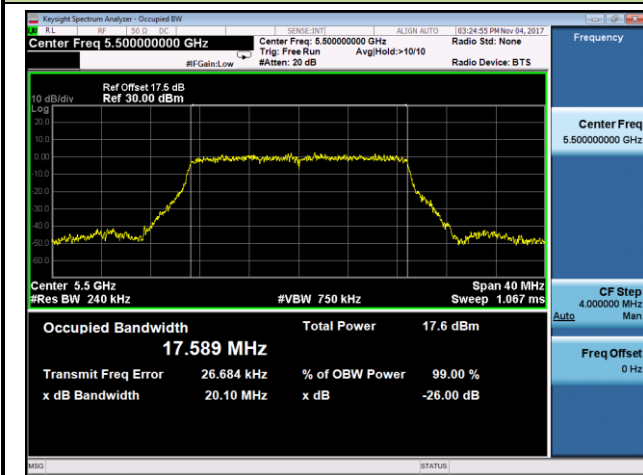 Keysight Spectrum Analyzer - Occupied BW
RL RF 50 Ω DC SENSE:INT ALIGN AUTO 03:24:55 PM Nov 04, 2017
Center Freq 5.500000000 GHz
Center Freq: 5.500000000 GHz
Radio Std: None
Trig: Free Run Avg|Hold:>10/10
#IFGain:Low #Atten: 20 dB Radio Device: BTS
Frequency
Ref Offset 17.5 dB
10 dB/div Ref 30.00 dBm
Log
20.0
10.0
0.00
-10.0
-20.0
-30.0
-40.0
-50.0
-60.0
Center 5.5 GHz Span 40 MHz
#Res BW 240 kHz #VBW 750 kHz Sweep 1.067 ms
Center Freq
5.500000000 GHz
CF Step
4.000000 MHz
Auto Man
Freq Offset
0 Hz
Occupied Bandwidth Total Power 17.6 dBm
17.589 MHz
Transmit Freq Error 26.684 kHz % of OBW Power 99.00 %
x dB Bandwidth 20.10 MHz x dB -26.00 dB
MSG STATUS